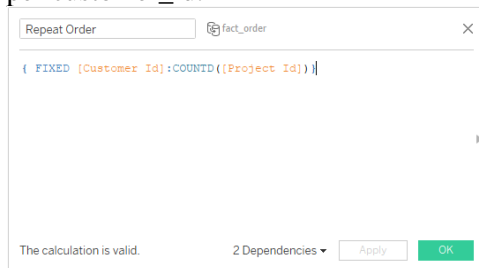 Repeat Order
fact_order
{ FIXED [Customer Id]:COUNTD([Project Id])}
The calculation is valid.
2 Dependencies
Apply
OK